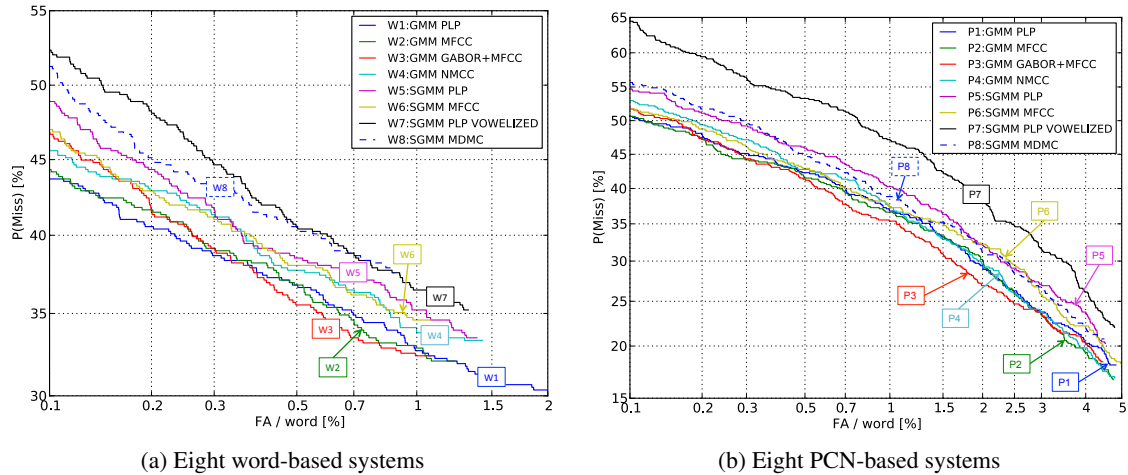 55
50
45
40
35
30
P(Miss) [%]
0.1 0.2 0.3 0.5 0.7 1 1.5 2
FA / word [%]
W1:GMM PLP
W2:GMM MFCC
W3:GMM GABOR+MFCC
W4:GMM NMCC
W5:SGMM PLP
W6:SGMM MFCC
W7:SGMM PLP VOWELIZED
W8:SGMM MDMC
W8
W6
W5
W7
W3
W4
W2
W1
(a) Eight word-based systems
65
60
55
50
45
40
35
30
25
20
15
P(Miss) [%]
0.1 0.2 0.3 0.5 0.7 1 1.5 2 2.5 3 4 5
FA / word [%]
P1:GMM PLP
P2:GMM MFCC
P3:GMM GABOR+MFCC
P4:GMM NMCC
P5:SGMM PLP
P6:SGMM MFCC
P7:SGMM PLP VOWELIZED
P8:SGMM MDMC
P8
P7
P6
P5
P3
P4
P2
P1
(b) Eight PCN-based systems